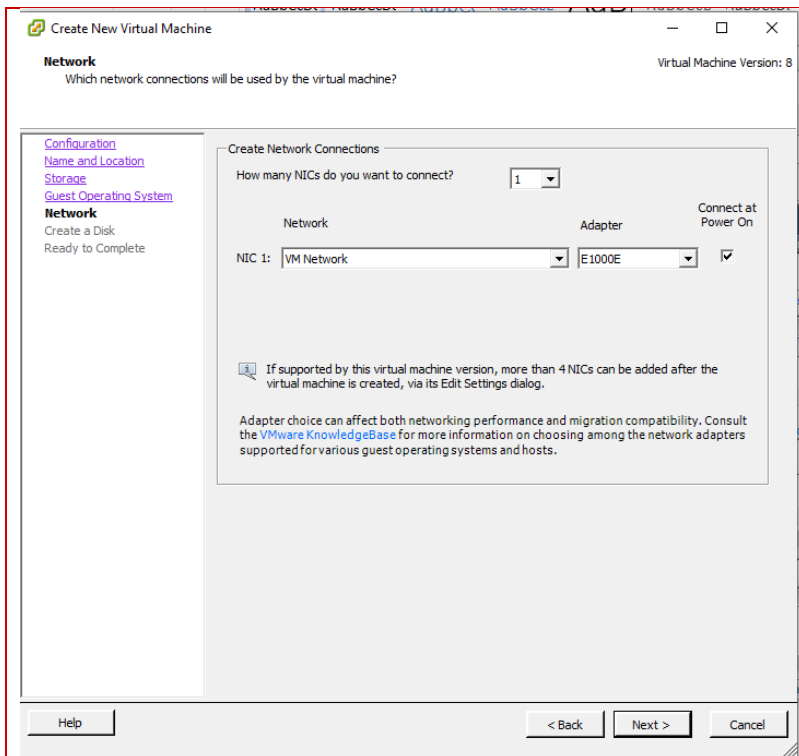 Create New Virtual Machine
Network
Which network connections will be used by the virtual machine?
Virtual Machine Version: 8
Configuration
Name and Location
Storage
Guest Operating System
Network
Create a Disk
Ready to Complete
Create Network Connections
How many NICs do you want to connect?
1
Network
Adapter
Connect at
Power On
NIC 1:
VM Network
E1000E
If supported by this virtual machine version, more than 4 NICs can be added after the
virtual machine is created, via its Edit Settings dialog.
Adapter choice can affect both networking performance and migration compatibility. Consult
the VMware KnowledgeBase for more information on choosing among the network adapters
supported for various guest operating systems and hosts.
Help
< Back
Next >
Cancel